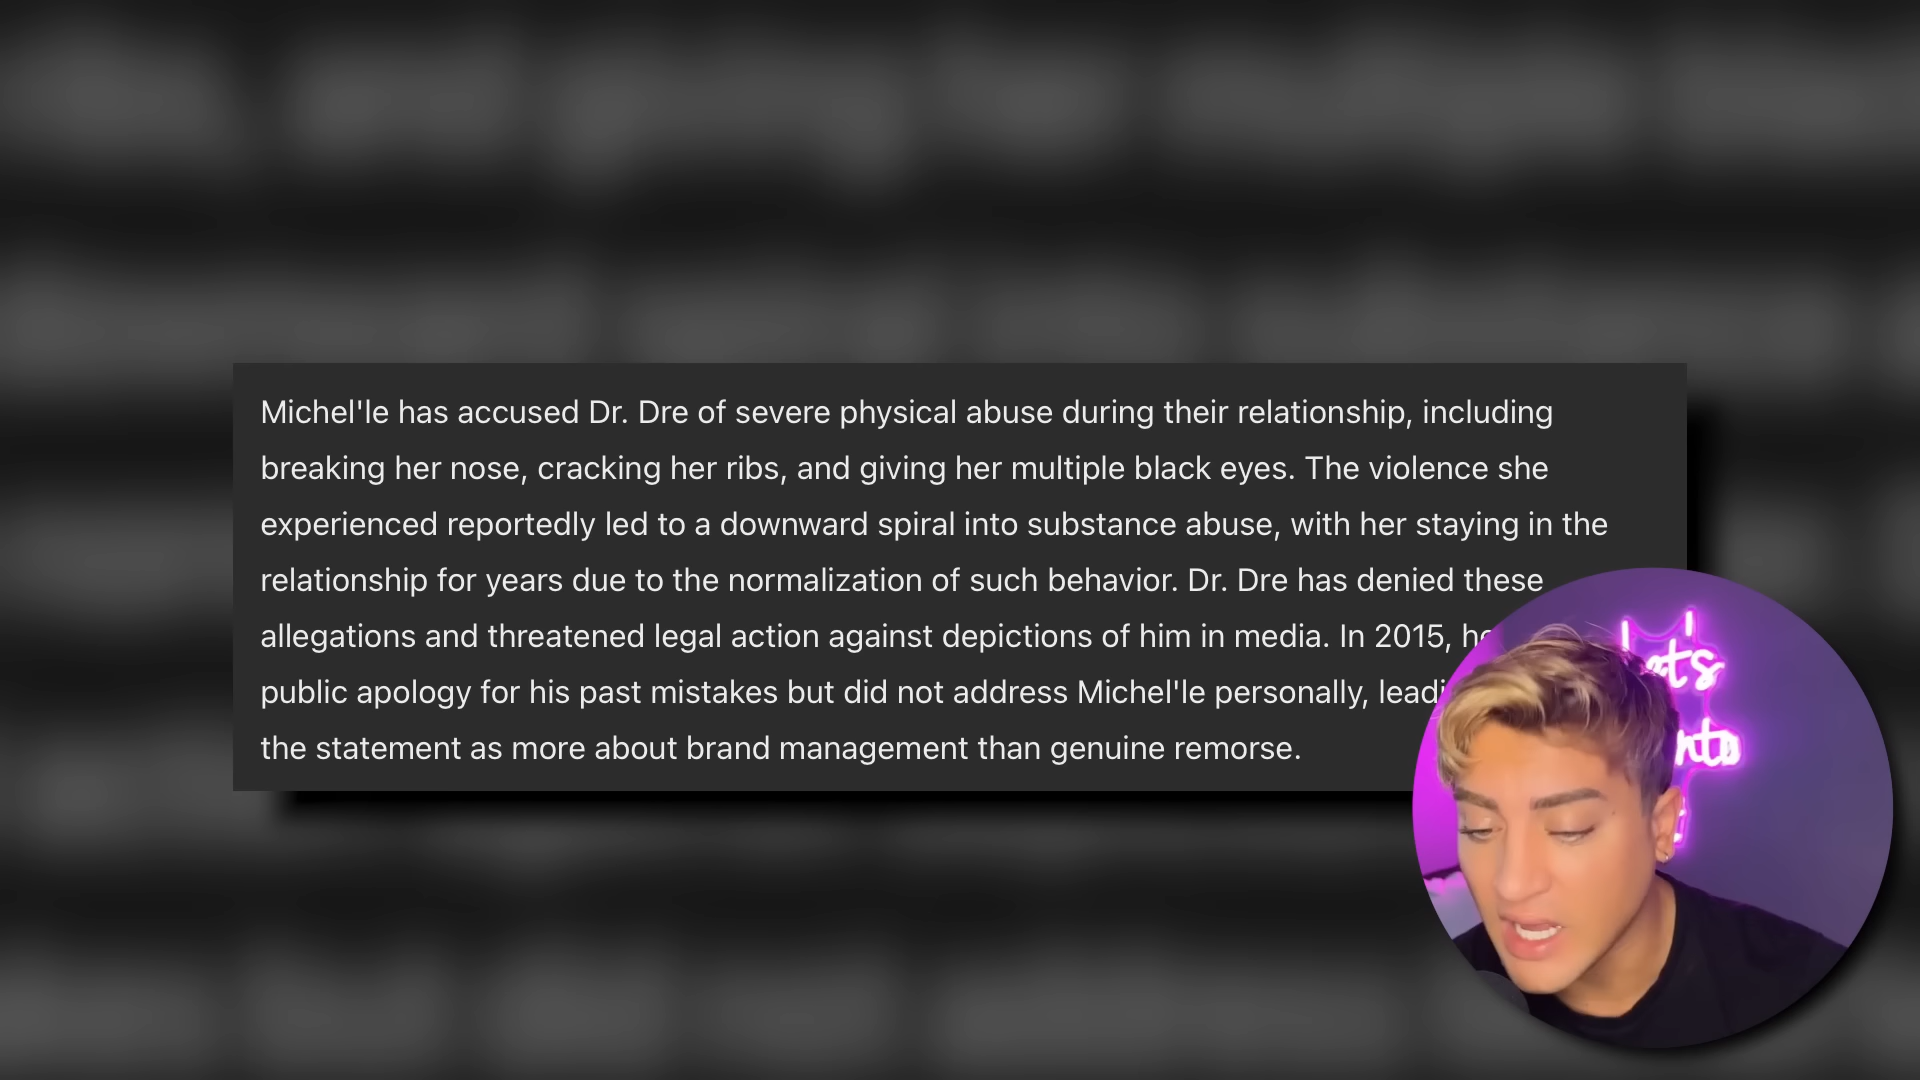 Michel'le has accused Dr. Dre of severe physical abuse during their relationship, including
breaking her nose, cracking her ribs, and giving her multiple black eyes. The violence she
experienced reportedly led to a downward spiral into substance abuse, with her staying in the
relationship for years due to the normalization of such behavior. Dr. Dre has denied these
allegations and threatened legal action against depictions of him in media. In 2015, he
public apology for his past mistakes but did not address Michel'le personally,
the statement as more about brand management than genuine remorse.